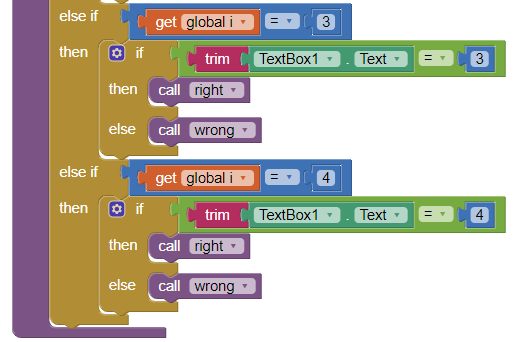 else if get global i = 3
then if trim TextBox1 . Text = 3
then call right
else call wrong
else if get global i = 4
then if trim TextBox1 . Text = 4
then call right
else call wrong